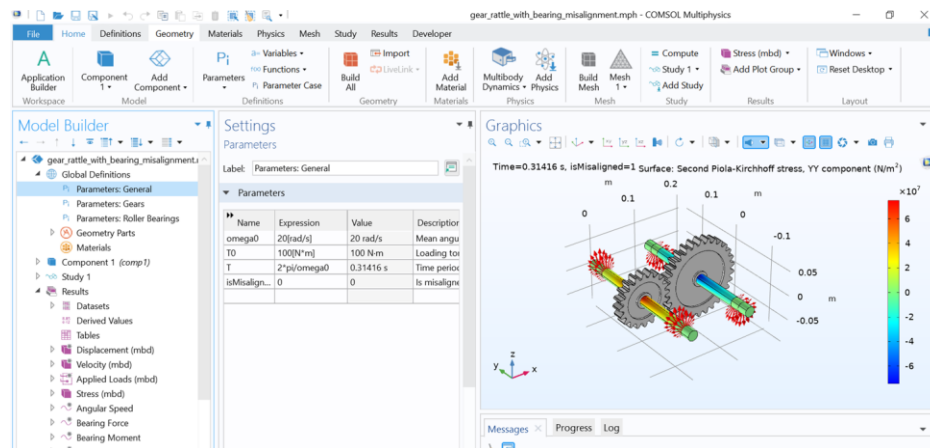 gear_rattle_with_bearing_misalignment.mph - COMSOL Multiphysics
File Home Definitions Geometry Materials Physics Mesh Study Results Developer
Application Builder
Component 1
Add Component
Parameters
Variables
Functions
Parameter Case
Build All
Import
LiveLink
Add Material
Multibody Dynamics
Add Physics
Build Mesh
Mesh 1
Compute
Study 1
Add Study
Stress (mbd)
Add Plot Group
Windows
Reset Desktop
Workspace Model Definitions Geometry Materials Physics Mesh Study Results Layout
Model Builder
gear_rattle_with_bearing_misalignment.
Global Definitions
Parameters: General
Parameters: Gears
Parameters: Roller Bearings
Geometry Parts
Materials
Component 1 (comp1)
Study 1
Results
Datasets
Derived Values
Tables
Displacement (mbd)
Velocity (mbd)
Applied Loads (mbd)
Stress (mbd)
Angular Speed
Bearing Force
Bearing Moment
Settings
Parameters
Label: Parameters: General
Parameters
Name Expression Value Description
omega0 20[rad/s] 20 rad/s Mean angu
T0 100[N*m] 100 N·m Loading tor
T 2*pi/omega0 0.31416 s Time period
isMisalign... 0 0 Is misaligne
Graphics
Time=0.31416 s, isMisaligned=1 Surface: Second Piola-Kirchhoff stress, YY component (N/m²)
m
0.2
0.1
0
m
0.1
0
-0.1
0.05
0
m
-0.05
×10⁷
6
4
2
0
-2
-4
-6
z
y
x
Messages Progress Log